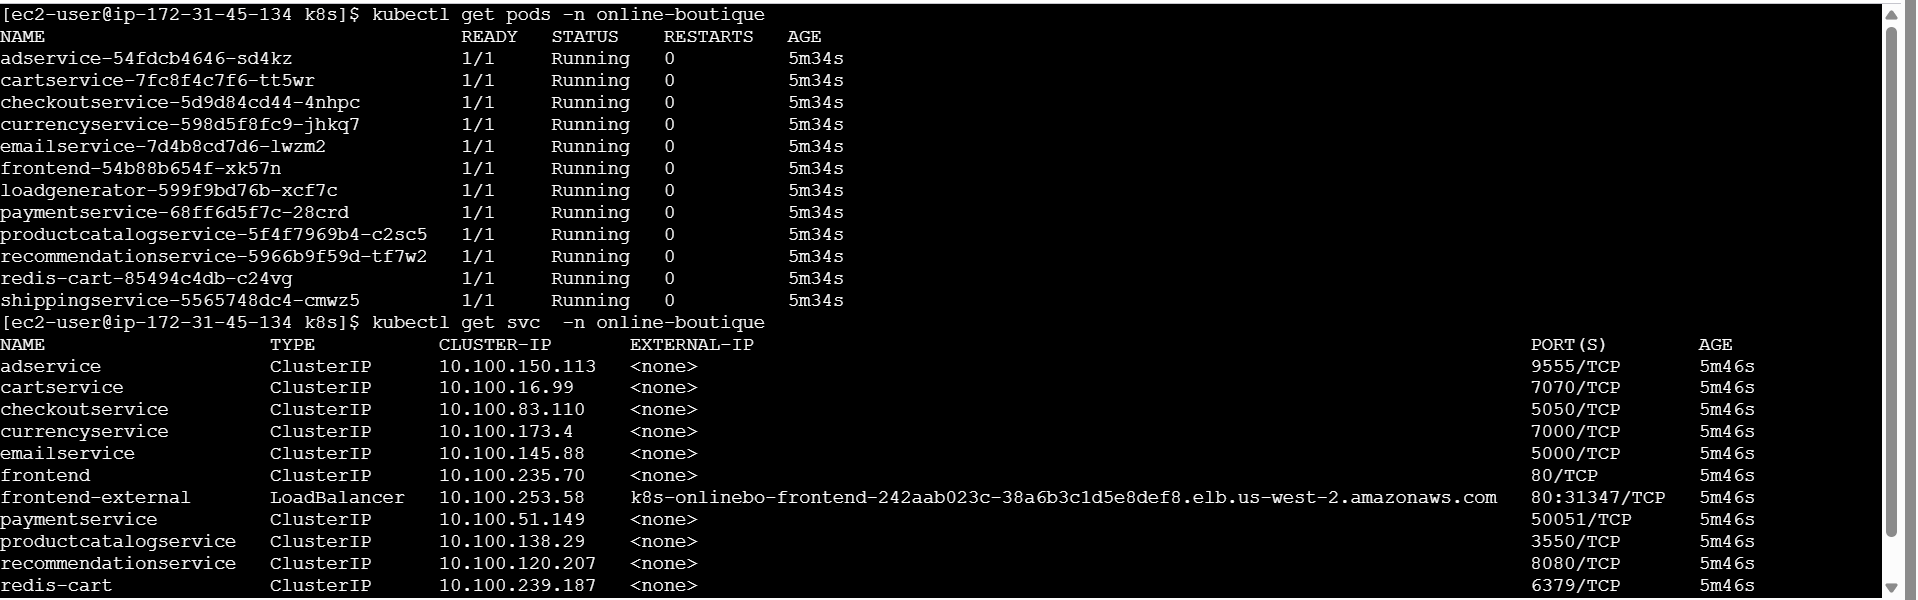 [ec2-user@ip-172-31-45-134 k8s]$ kubectl get pods -n online-boutique
NAME READY STATUS RESTARTS AGE
adservice-54fdcb4646-sd4kz 1/1 Running 0 5m34s
cartservice-7fc8f4c7f6-tt5wr 1/1 Running 0 5m34s
checkoutservice-5d9d84cd44-4nhpc 1/1 Running 0 5m34s
currencyservice-598d5f8fc9-jhkq7 1/1 Running 0 5m34s
emailservice-7d4b8cd7d6-lwzm2 1/1 Running 0 5m34s
frontend-54b88b654f-xk57n 1/1 Running 0 5m34s
loadgenerator-599f9bd76b-xcf7c 1/1 Running 0 5m34s
paymentservice-68ff6d5f7c-28crd 1/1 Running 0 5m34s
productcatalogservice-5f4f7969b4-c2sc5 1/1 Running 0 5m34s
recommendationservice-5966b9f59d-tf7w2 1/1 Running 0 5m34s
redis-cart-85494c4db-c24vg 1/1 Running 0 5m34s
shippingservice-5565748dc4-cmwz5 1/1 Running 0 5m34s
[ec2-user@ip-172-31-45-134 k8s]$ kubectl get svc  -n online-boutique
NAME TYPE CLUSTER-IP EXTERNAL-IP PORT(S) AGE
adservice ClusterIP 10.100.150.113 <none> 9555/TCP 5m46s
cartservice ClusterIP 10.100.16.99 <none> 7070/TCP 5m46s
checkoutservice ClusterIP 10.100.83.110 <none> 5050/TCP 5m46s
currencyservice ClusterIP 10.100.173.4 <none> 7000/TCP 5m46s
emailservice ClusterIP 10.100.145.88 <none> 5000/TCP 5m46s
frontend ClusterIP 10.100.235.70 <none> 80/TCP 5m46s
frontend-external LoadBalancer 10.100.253.58 k8s-onlinebo-frontend-242aab023c-38a6b3c1d5e8def8.elb.us-west-2.amazonaws.com 80:31347/TCP 5m46s
paymentservice ClusterIP 10.100.51.149 <none> 50051/TCP 5m46s
productcatalogservice ClusterIP 10.100.138.29 <none> 3550/TCP 5m46s
recommendationservice ClusterIP 10.100.120.207 <none> 8080/TCP 5m46s
redis-cart ClusterIP 10.100.239.187 <none> 6379/TCP 5m46s